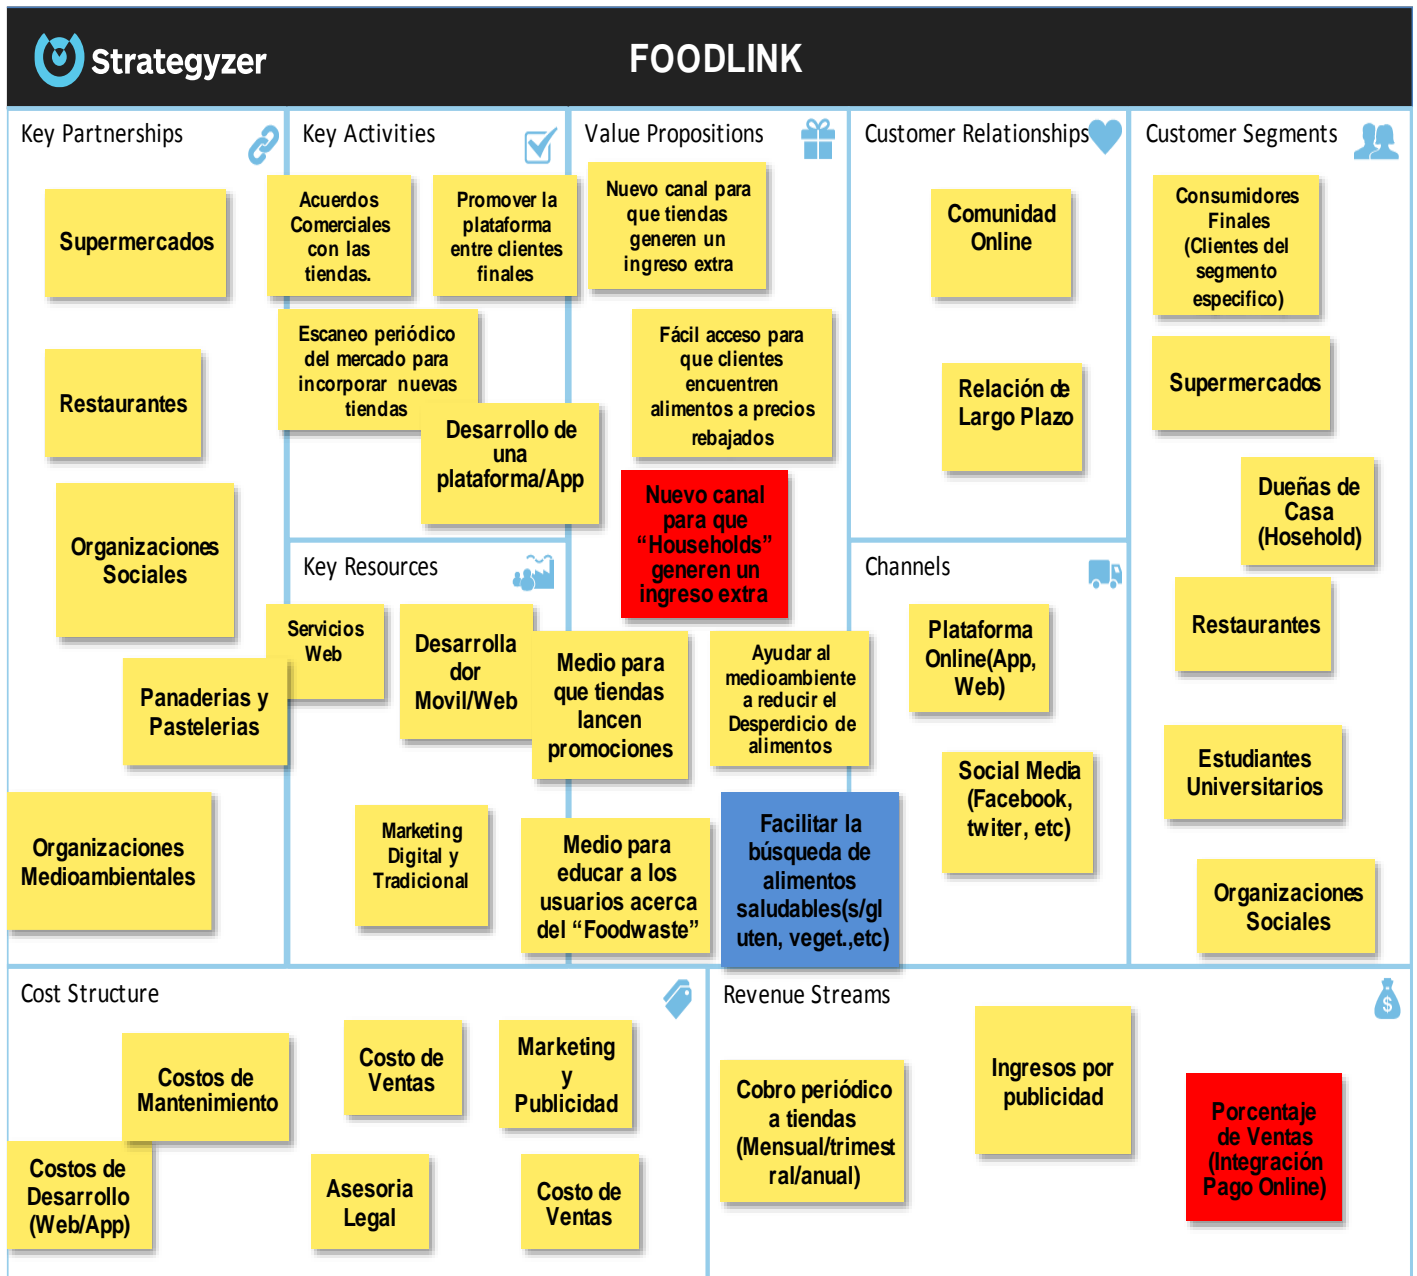 Strategyzer
FOODLINK
Key Partnerships
Supermercados
Restaurantes
Organizaciones
Sociales
Panaderias y
Pastelerias
Organizaciones
Medioambientales
Key Activities
Acuerdos
Comerciales
con las
tiendas.
Promover la
plataforma
entre clientes
finales
Escaneo periódico
del mercado para
incorporar nuevas
tiendas
Desarrollo de
una
plataforma/App
Key Resources
Servicios
Web
Desarrolla
dor
Movil/Web
Marketing
Digital y
Tradicional
Value Propositions
Nuevo canal para
que tiendas
generen un
ingreso extra
Fácil acceso para
que clientes
encuentren
alimentos a precios
rebajados
Nuevo canal
para que
“Households”
generen un
ingreso extra
Medio para
que tiendas
lancen
promociones
Ayudar al
medioambiente
a reducir el
Desperdicio de
alimentos
Medio para
educar a los
usuarios acerca
del “Foodwaste”
Facilitar la
búsqueda de
alimentos
saludables(s/gl
uten, veget.,etc)
Customer Relationships
Comunidad
Online
Relación de
Largo Plazo
Channels
Plataforma
Online(App,
Web)
Social Media
(Facebook,
twiter, etc)
Customer Segments
Consumidores
Finales
(Clientes del
segmento
especifico)
Supermercados
Dueñas de
Casa
(Hosehold)
Restaurantes
Estudiantes
Universitarios
Organizaciones
Sociales
Cost Structure
Costos de
Mantenimiento
Costo de
Ventas
Marketing
y
Publicidad
Costos de
Desarrollo
(Web/App)
Asesoria
Legal
Costo de
Ventas
Revenue Streams
$
Cobro periódico
a tiendas
(Mensual/trimest
ral/anual)
Ingresos por
publicidad
Porcentaje
de Ventas
(Integración
Pago Online)